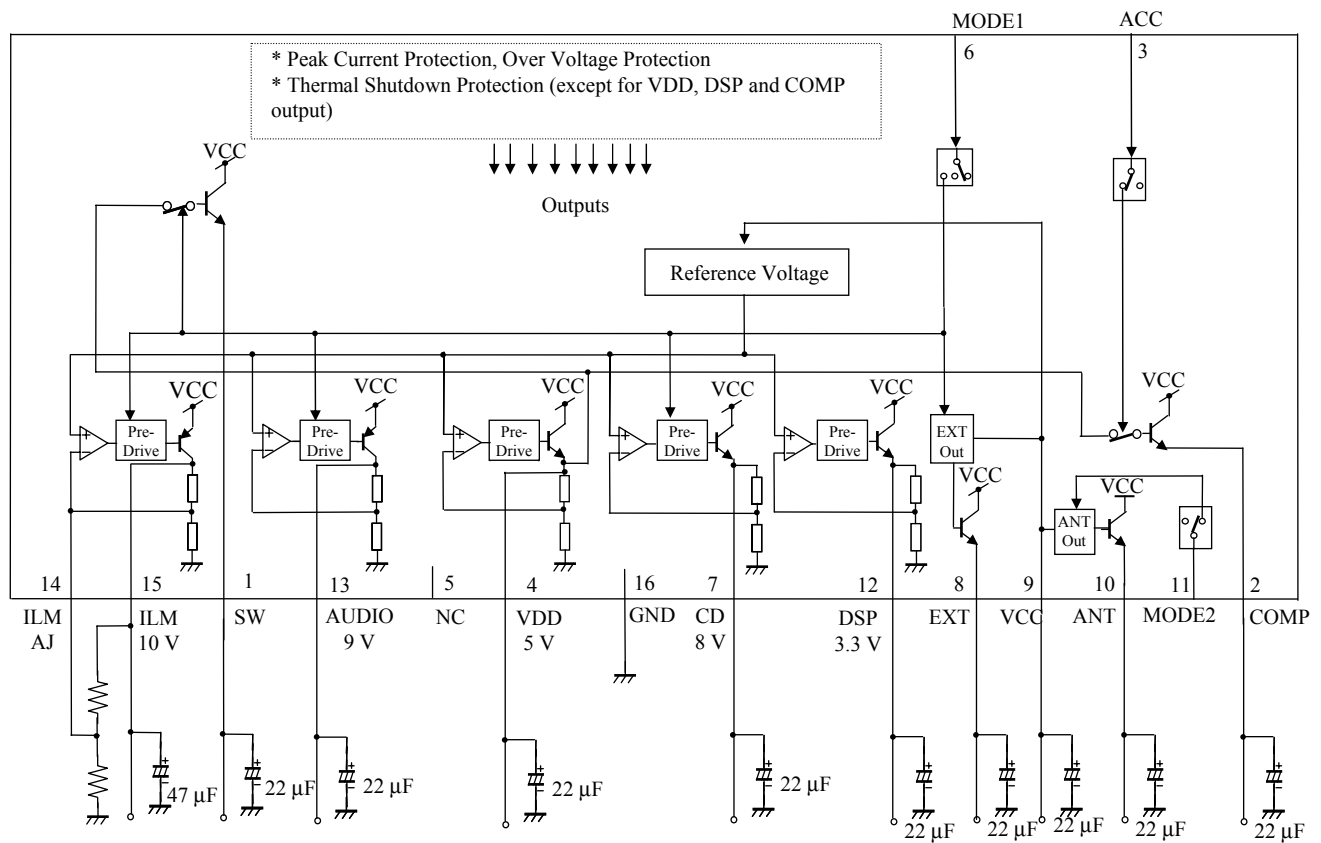 MODE1 ACC
6 3
* Peak Current Protection, Over Voltage Protection
* Thermal Shutdown Protection (except for VDD, DSP and COMP
output)
VCC
Outputs
Reference Voltage
VCC VCC VCC VCC VCC VCC
+ Pre- + Pre- + Pre- + Pre- + Pre- EXT
− Drive − Drive − Drive − Drive − Drive Out
VCC VCC
ANT
Out
14 15 1 13 5 4 16 7 12 8 9 10 11 2
ILM ILM SW AUDIO NC VDD GND CD DSP EXT VCC ANT MODE2 COMP
AJ 10 V 9 V 5 V 8 V 3.3 V
+ + + + + + + + + +
− − − − − − − − − −
47 µF 22 µF 22 µF 22 µF 22 µF
22 µF 22 µF 22 µF 22 µF 22 µF